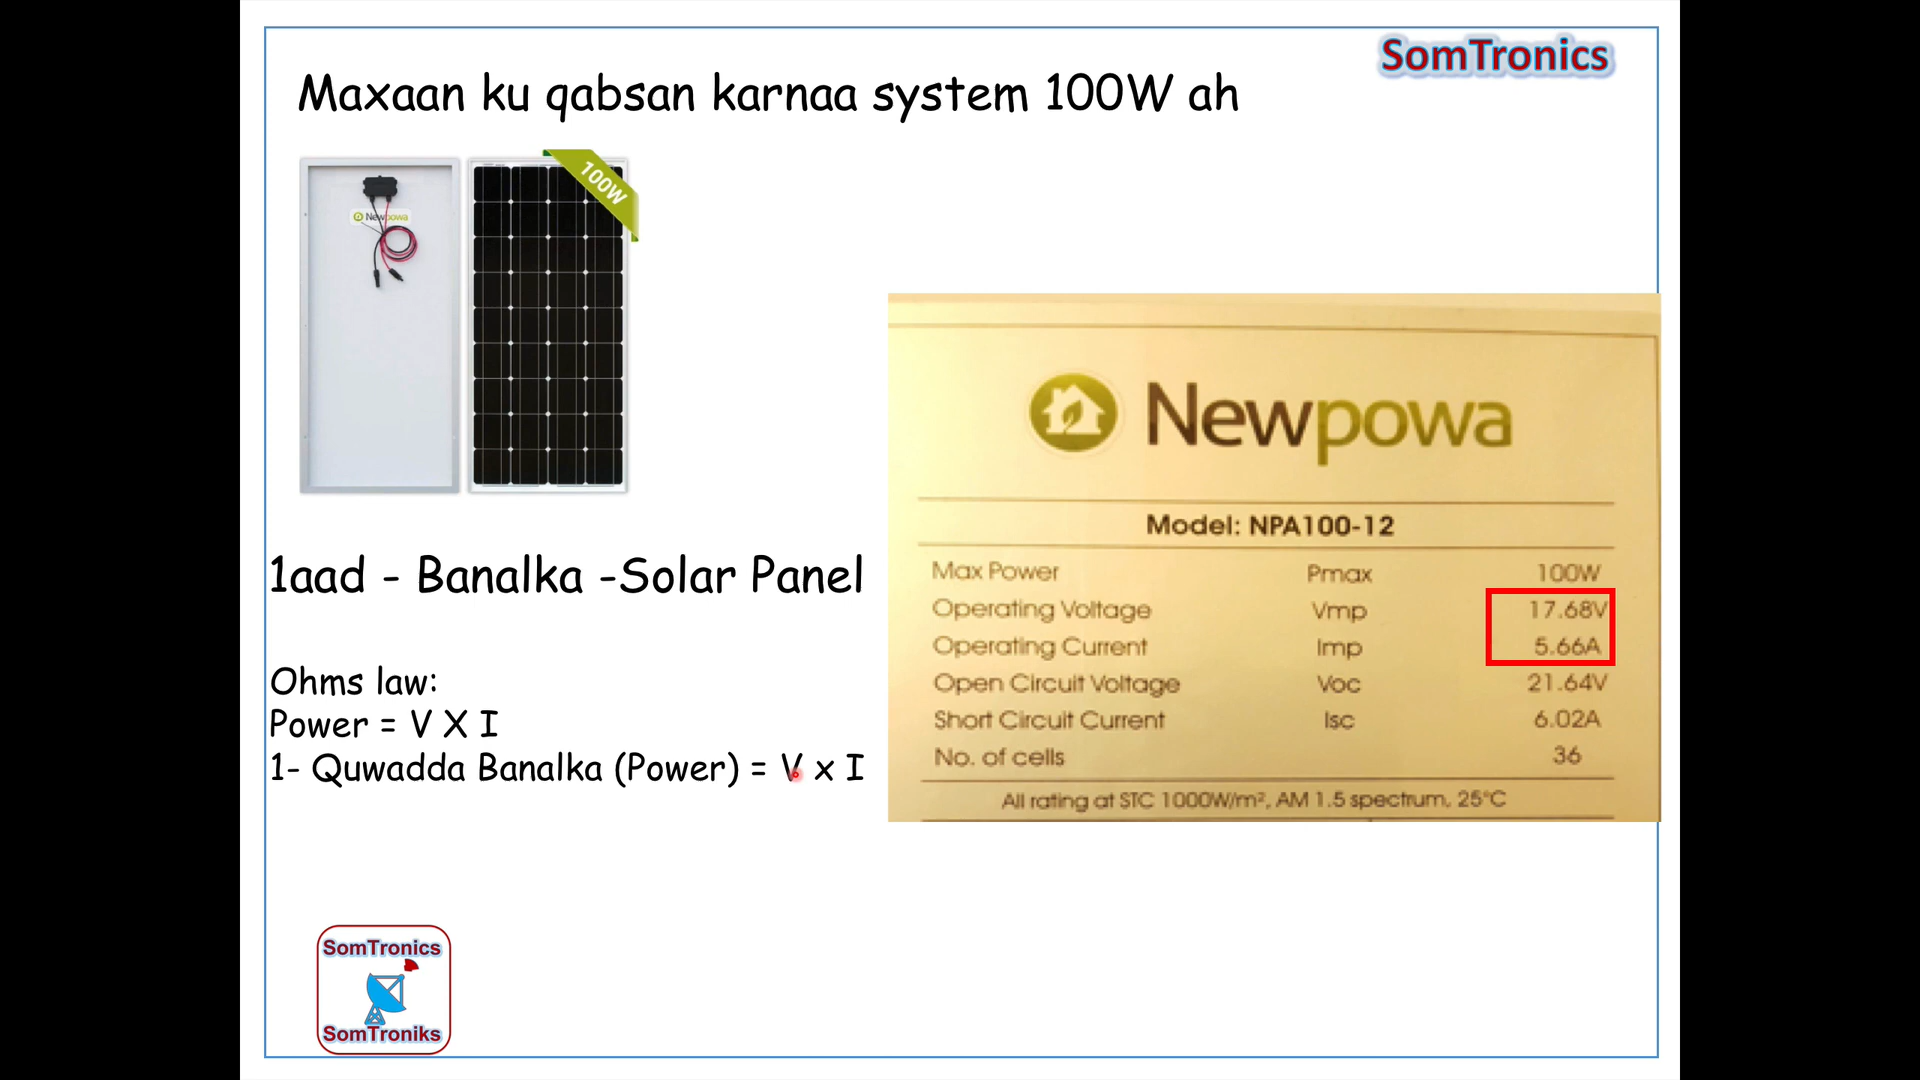 SomTronics
Maxaan ku qabsan karnaa system 100W ah
100W
Newpowa
1aad - Banalka -Solar Panel
Ohms law:
Power = V X I
1- Quwadda Banalka (Power) = V x I
Newpowa
Model: NPA100-12
Max Power Pmax 100W
Operating Voltage Vmp 17.68V
Operating Current Imp 5.66A
Open Circuit Voltage Voc 21.64V
Short Circuit Current Isc 6.02A
No. of cells 36
All rating at STC 1000W/m², AM 1.5 spectrum, 25°C
SomTronics
SomTroniks